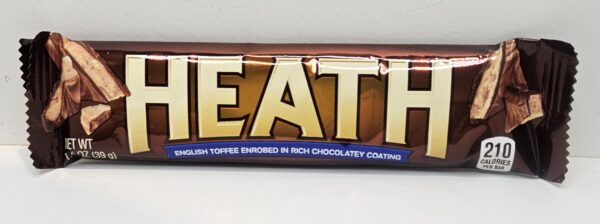 HEATH
ENGLISH TOFFEE ENROBED IN RICH CHOCOLATEY COATING
NET WT
OZ (39 g)
210
CALORIES
PER BAR